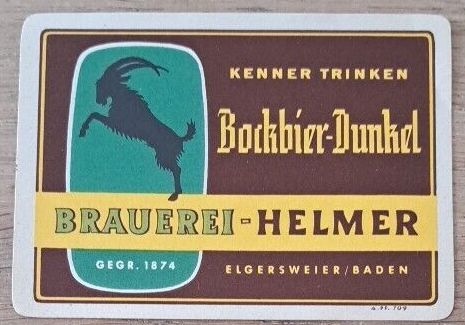 KENNER TRINKEN
Bockbier-Dunkel
BRAUEREI-HELMER
GEGR. 1874
ELGERSWEIER/BADEN